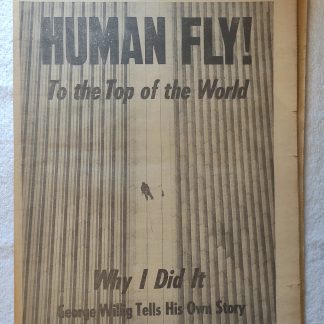 HUMAN FLY!
To the Top of the World
Why I Did It
George Willig Tells His Own Story